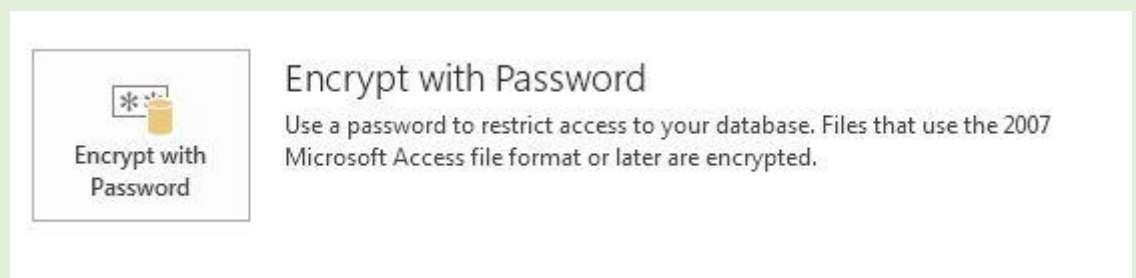 Encrypt with
Password
Encrypt with Password
Use a password to restrict access to your database. Files that use the 2007
Microsoft Access file format or later are encrypted.